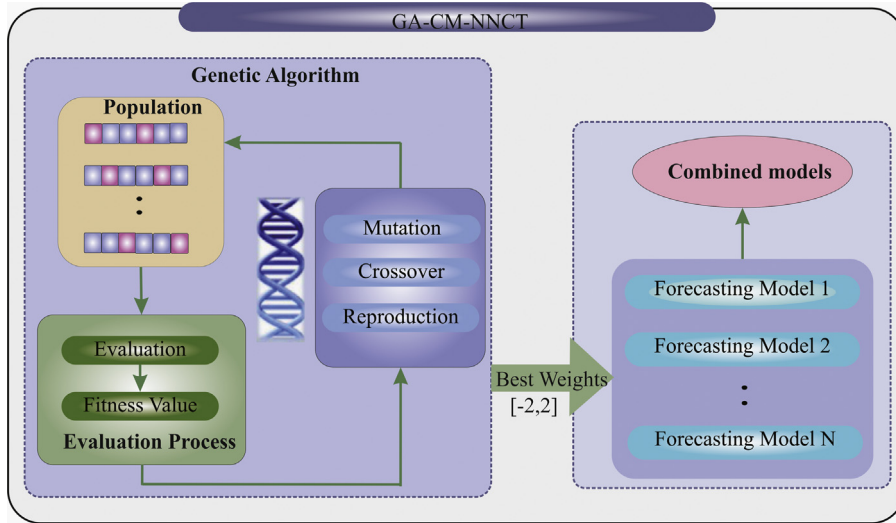 GA-CM-NNCT
Genetic Algorithm
Population
:
Mutation
Crossover
Reproduction
Evaluation
Fitness Value
Evaluation Process
Best Weights
[-2,2]
Combined models
Forecasting Model 1
Forecasting Model 2
:
Forecasting Model N